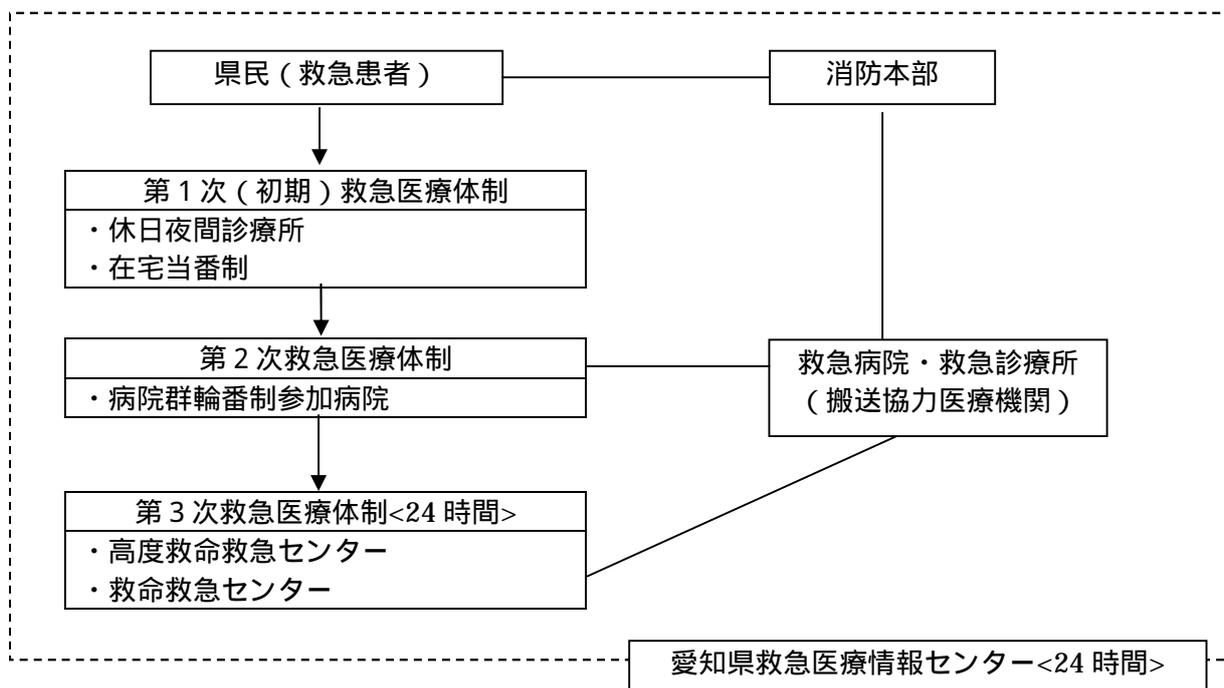 県民（救急患者）
消防本部
第１次（初期）救急医療体制
・休日夜間診療所
・在宅当番制
第２次救急医療体制
・病院群輪番制参加病院
救急病院・救急診療所
（搬送協力医療機関）
第３次救急医療体制<24 時間>
・高度救命救急センター
・救命救急センター
愛知県救急医療情報センター<24 時間>